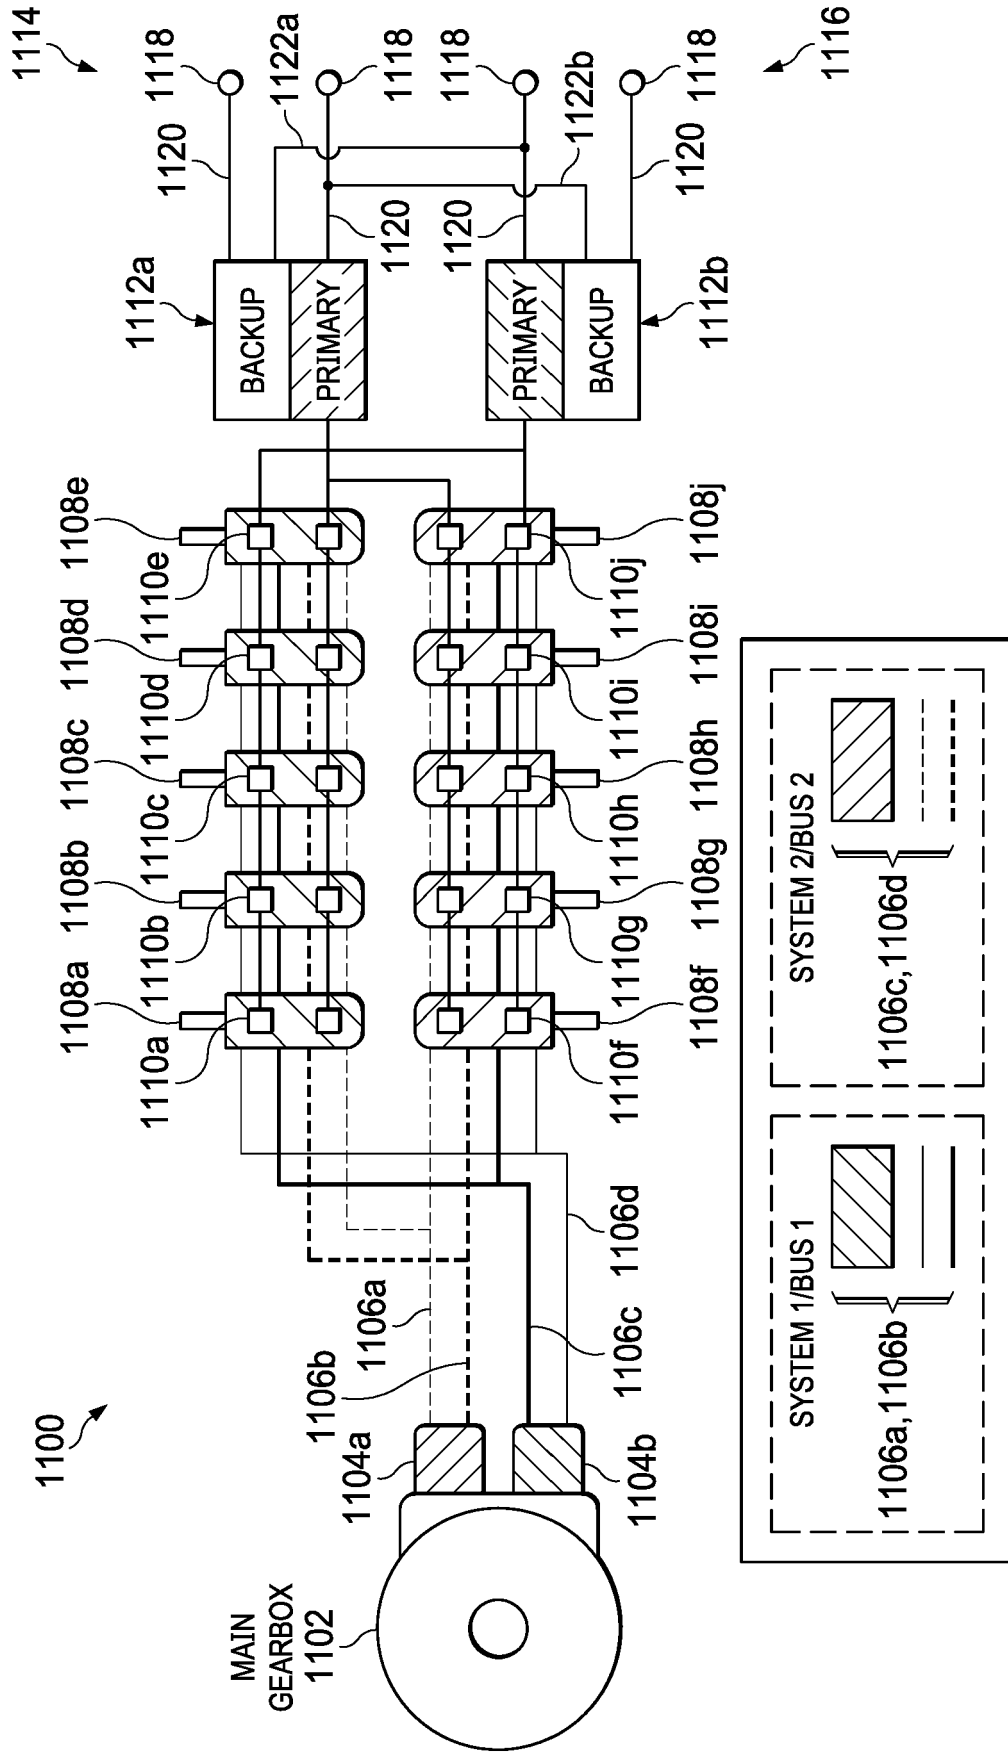 1100
MAIN
GEARBOX
1102
1104a
1104b
1106a
1106b
1106c
1106d
1108a
1108b
1108c
1108d
1108e
1110a
1110b
1110c
1110d
1110e
1110f
1110g
1110h
1110i
1110j
1108f
1108g
1108h
1108i
1108j
1112a
BACKUP
PRIMARY
PRIMARY
BACKUP
1112b
1120
1120
1120
1120
1122a
1122b
1118
1118
1118
1118
1114
1116
SYSTEM 1/BUS 1
1106a,1106b
SYSTEM 2/BUS 2
1106c,1106d